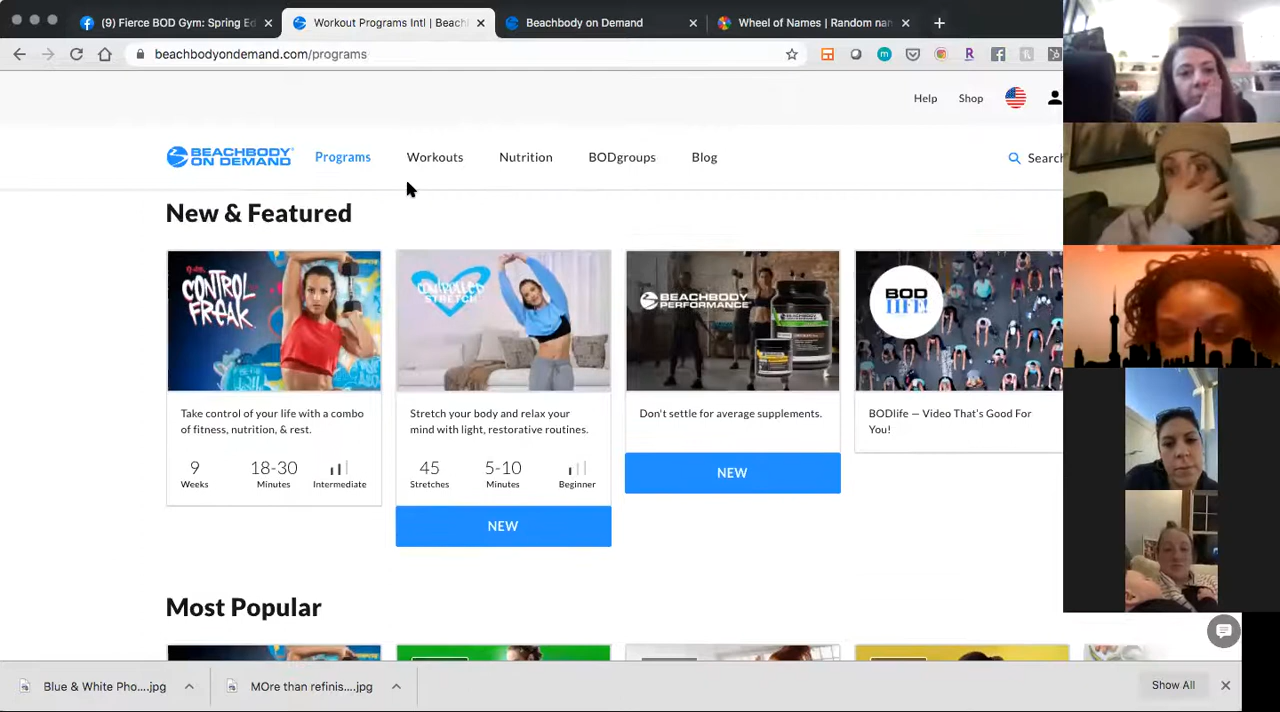 (9) Fierce BOD Gym: Spring Ed
Workout Programs Intl | Beach
Beachbody on Demand
Wheel of Names | Random nam
beachbodyondemand.com/programs
Help
Shop
BEACHBODY
ON DEMAND
Programs
Workouts
Nutrition
BODgroups
Blog
Search
New & Featured
CONTROL
FREAK
STRETCH
BEACHBODY
PERFORMANCE
BOD
LIFE!
Take control of your life with a combo
of fitness, nutrition, & rest.
9
18-30
Weeks
Minutes
Intermediate
Stretch your body and relax your
mind with light, restorative routines.
45
5-10
Stretches
Minutes
Beginner
NEW
Don't settle for average supplements.
NEW
BODlife — Video That's Good For
You!
Most Popular
Blue & White Pho....jpg
MOre than refinis....jpg
Show All